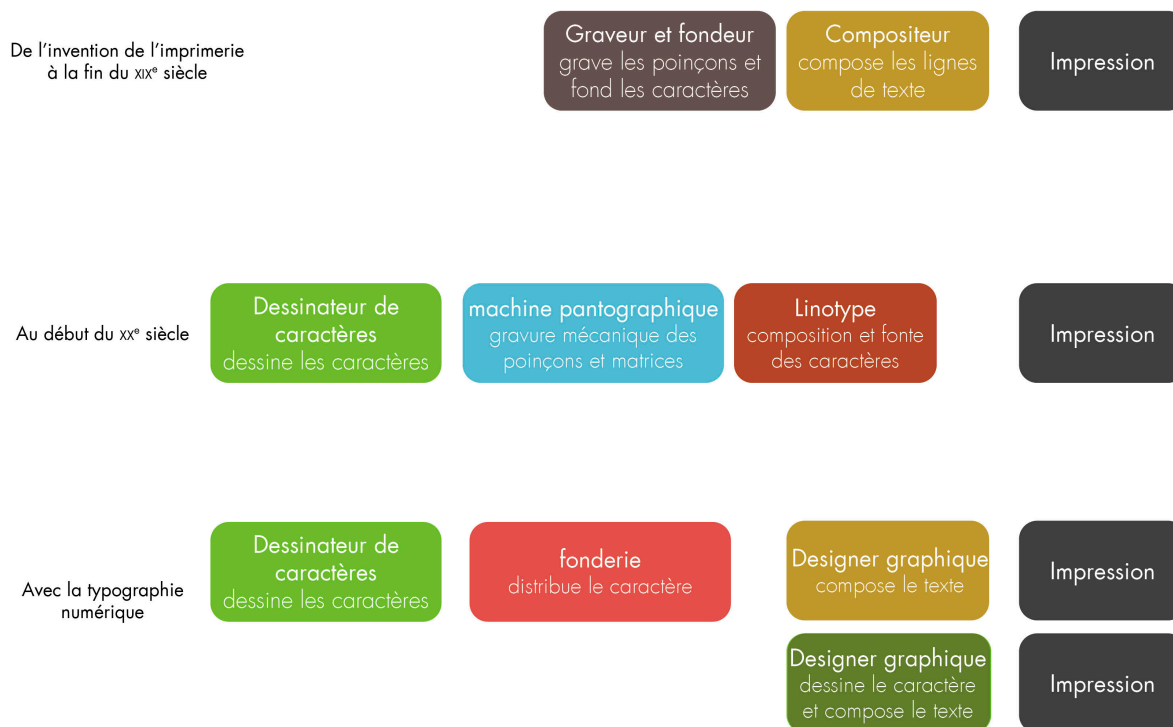 De l’invention de l’imprimerie
à la fin du XIXe siècle
Graveur et fondeur
grave les poinçons et
fond les caractères
Compositeur
compose les lignes
de texte
Impression
Au début du XXe siècle
Dessinateur de
caractères
dessine les caractères
machine pantographique
gravure mécanique des
poinçons et matrices
Linotype
composition et fonte
des caractères
Impression
Avec la typographie
numérique
Dessinateur de
caractères
dessine les caractères
fonderie
distribue le caractère
Designer graphique
compose le texte
Impression
Designer graphique
dessine le caractère
et compose le texte
Impression